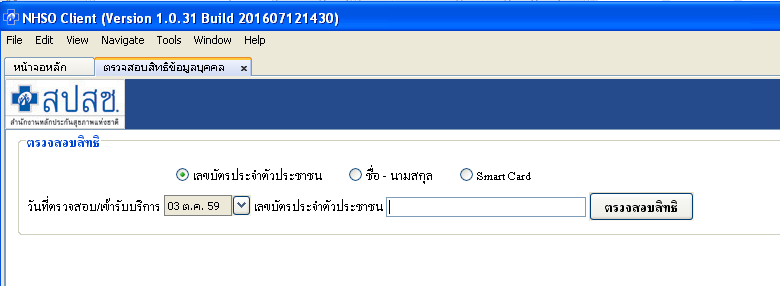 NHSO Client (Version 1.0.31 Build 201607121430)
File Edit View Navigate Tools Window Help
หน้าจอหลัก ตรวจสอบสิทธิข้อมูลบุคคล x
สปสช.
สำนักงานหลักประกันสุขภาพแห่งชาติ
ตรวจสอบสิทธิ
เลขบัตรประจำตัวประชาชน ชื่อ - นามสกุล Smart Card
วันที่ตรวจสอบ/เข้ารับบริการ 03 ต.ค. 59 เลขบัตรประจำตัวประชาชน ตรวจสอบสิทธิ